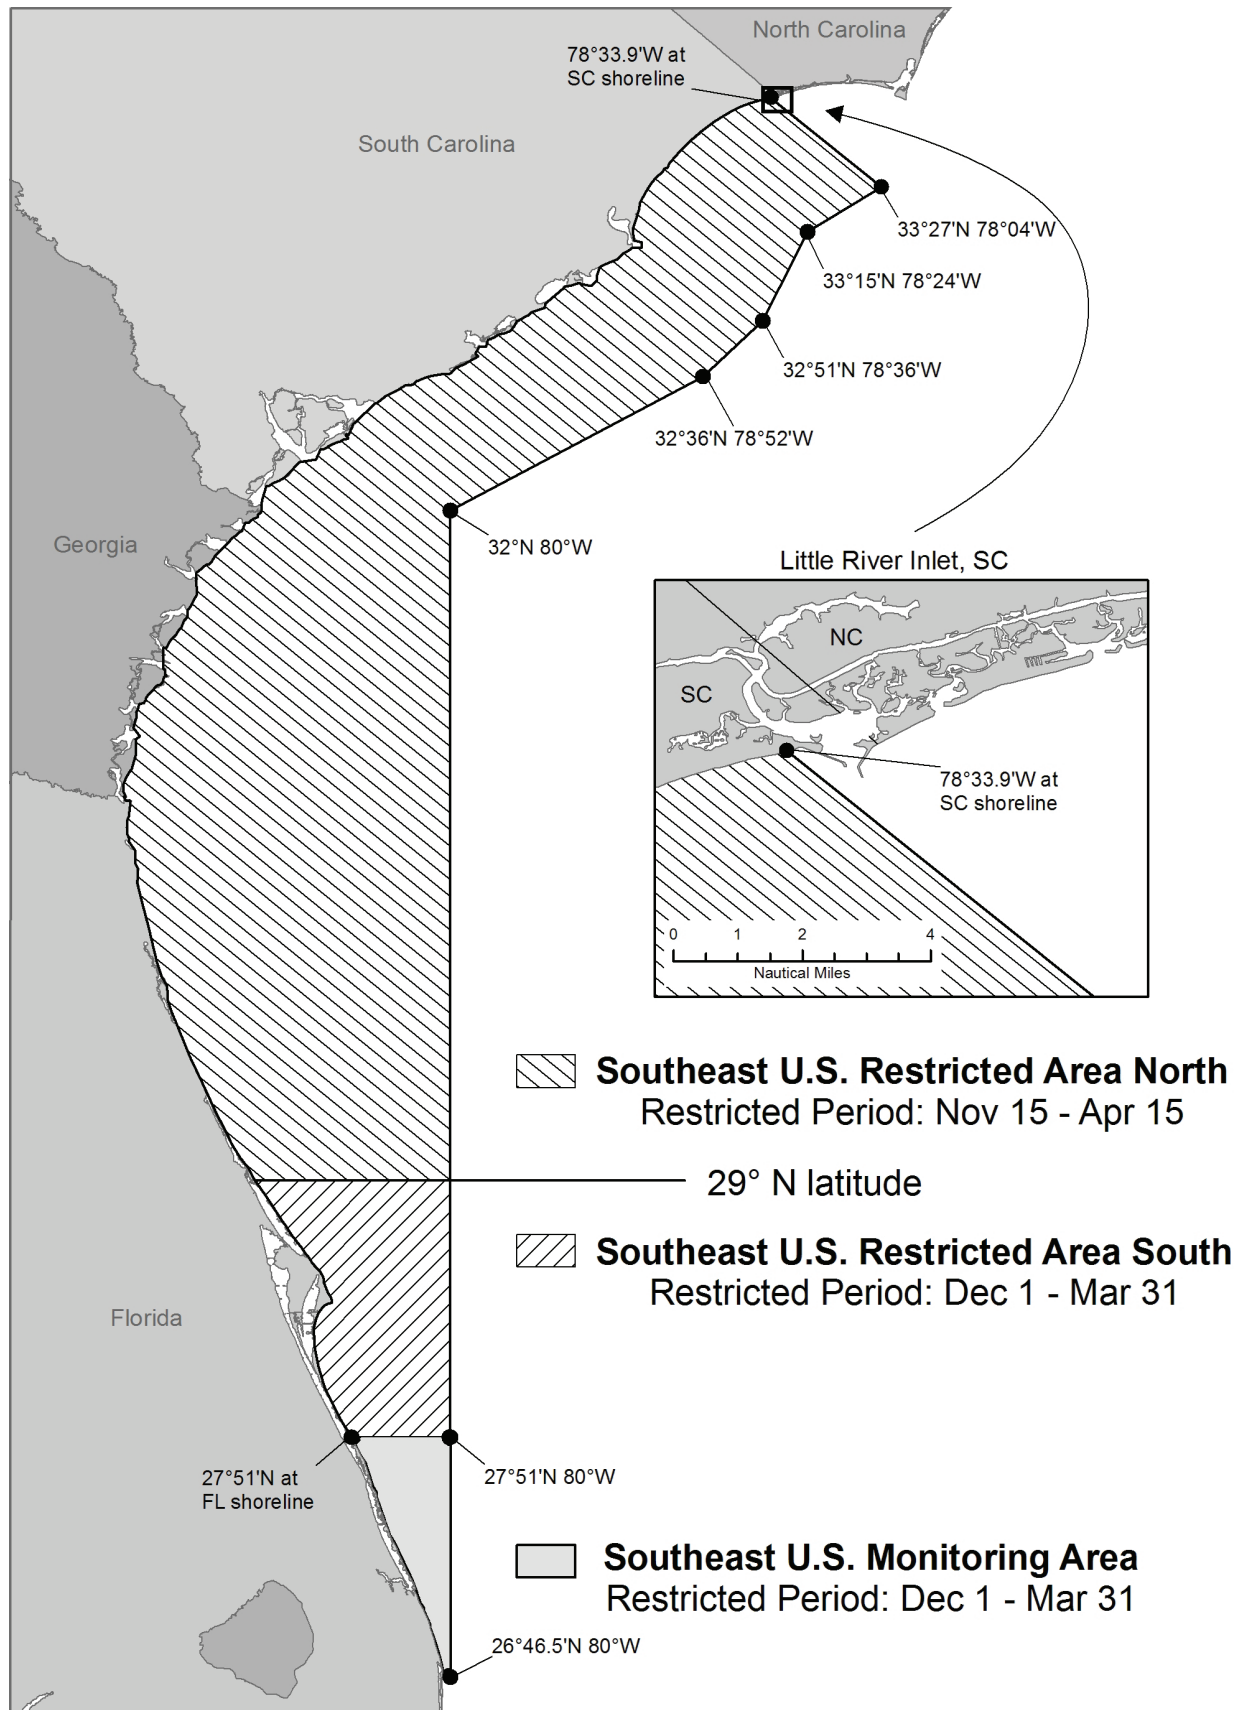 North Carolina
78°33.9'W at
SC shoreline
South Carolina
33°27'N 78°04'W
33°15'N 78°24'W
32°51'N 78°36'W
32°36'N 78°52'W
Georgia
32°N 80°W
Little River Inlet, SC
NC
SC
78°33.9'W at
SC shoreline
0 1 2 4
Nautical Miles
Southeast U.S. Restricted Area North
Restricted Period: Nov 15 - Apr 15
29° N latitude
Southeast U.S. Restricted Area South
Restricted Period: Dec 1 - Mar 31
Florida
27°51'N at
FL shoreline
27°51'N 80°W
Southeast U.S. Monitoring Area
Restricted Period: Dec 1 - Mar 31
26°46.5'N 80°W